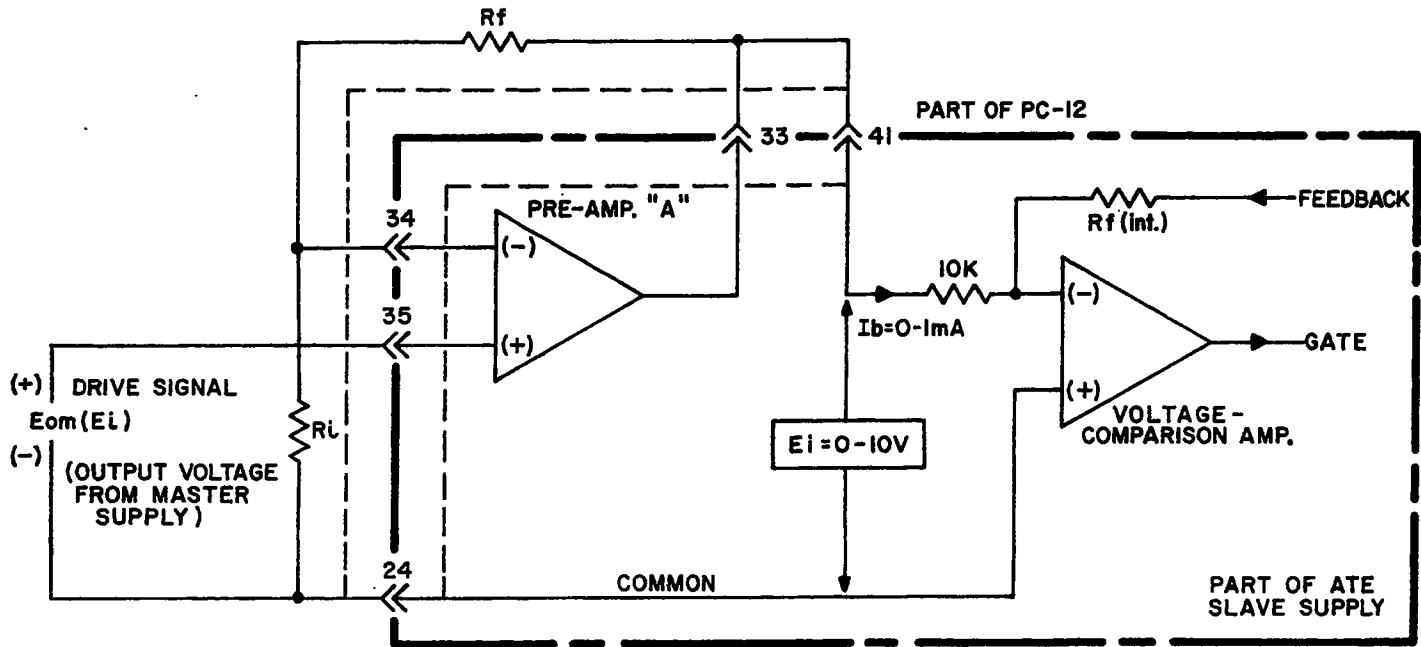 Rf
PART OF PC-12
33
41
PRE-AMP. "A"
34
(-)
FEEDBACK
Rf(int.)
10K
(-)
35
(+)
Ib=0-1mA
GATE
(+) DRIVE SIGNAL
Eom(Ei)
(-)
Ri
(+)
VOLTAGE-
COMPARISON AMP.
Ei=0-10V
(OUTPUT VOLTAGE
FROM MASTER
SUPPLY)
24
COMMON
PART OF ATE
SLAVE SUPPLY